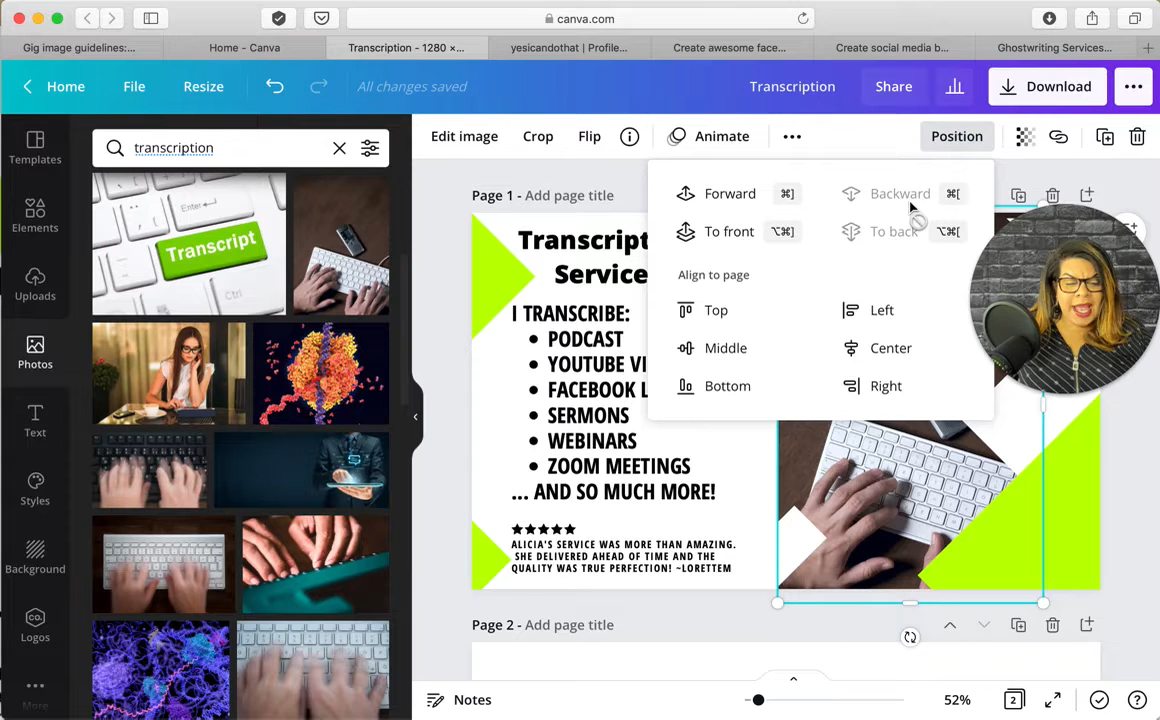 canva.com
Gig image guidelines:...
Home - Canva
Transcription - 1280 ×...
yesicandothat | Profile...
Create awesome face...
Create social media b...
Ghostwriting Services...
Home
File
Resize
All changes saved
Transcription
Share
Download
Templates
Elements
Uploads
Photos
Text
Styles
Background
Logos
More
transcription
Transcript
Ctrl
Edit image
Crop
Flip
Animate
Position
Page 1 - Add page title
Forward ⌘]
Backward ⌘[
To front ⌥⌘]
To back ⌥⌘[
Align to page
Top
Left
Middle
Center
Bottom
Right
Transcript
Service
I TRANSCRIBE:
• PODCAST
• YOUTUBE VI
• FACEBOOK L
• SERMONS
• WEBINARS
• ZOOM MEETINGS
... AND SO MUCH MORE!
ALICIA'S SERVICE WAS MORE THAN AMAZING.
SHE DELIVERED AHEAD OF TIME AND THE
QUALITY WAS TRUE PERFECTION! ~LORETTEM
Page 2 - Add page title
Notes
52%
2